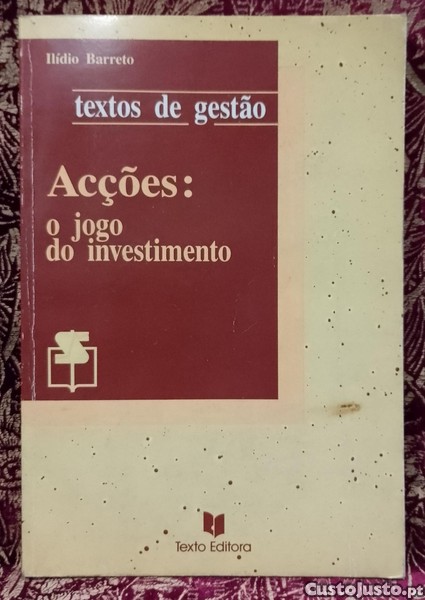 Ilídio Barreto
textos de gestão
Acções:
o jogo
do investimento
Texto Editora
CustoJusto.pt